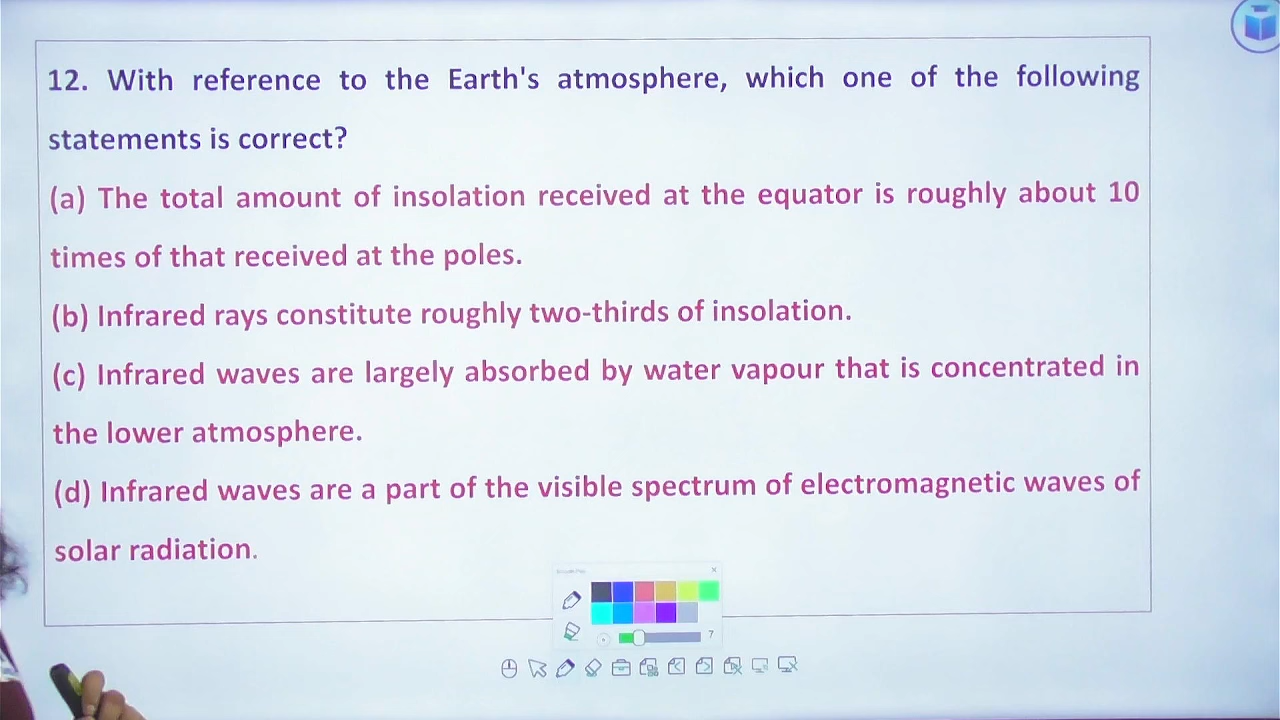 12. With reference to the Earth's atmosphere, which one of the following
statements is correct?
(a) The total amount of insolation received at the equator is roughly about 10
times of that received at the poles.
(b) Infrared rays constitute roughly two-thirds of insolation.
(c) Infrared waves are largely absorbed by water vapour that is concentrated in
the lower atmosphere.
(d) Infrared waves are a part of the visible spectrum of electromagnetic waves of
solar radiation.
7